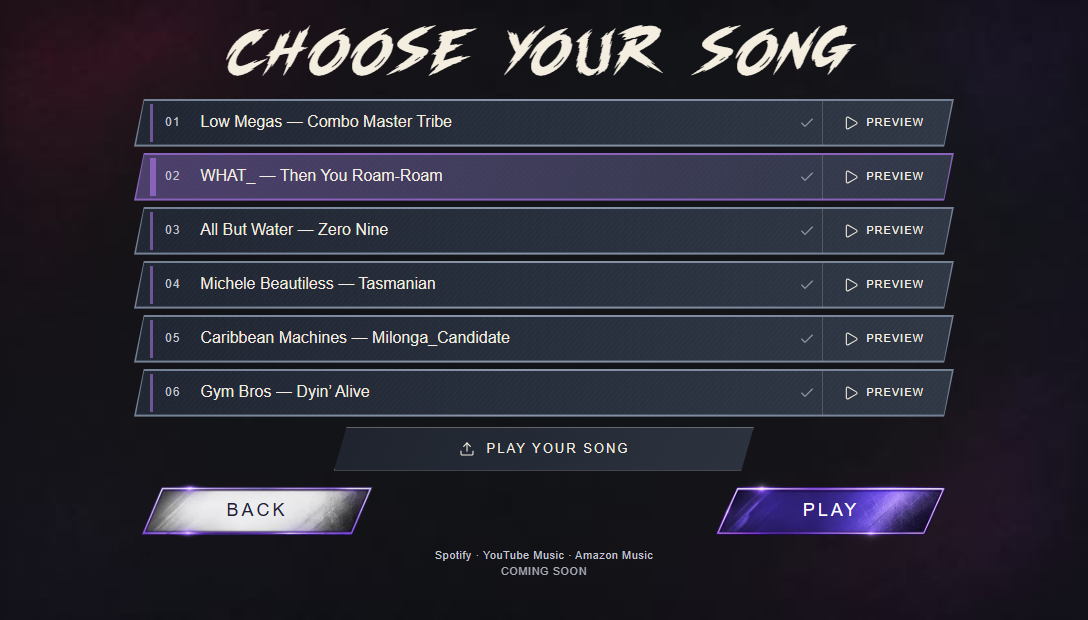 CHOOSE YOUR SONG
01 Low Megas — Combo Master Tribe PREVIEW
02 WHAT_ — Then You Roam-Roam PREVIEW
03 All But Water — Zero Nine PREVIEW
04 Michele Beautiless — Tasmanian PREVIEW
05 Caribbean Machines — Milonga_Candidate PREVIEW
06 Gym Bros — Dyin’ Alive PREVIEW
PLAY YOUR SONG
BACK PLAY
Spotify · YouTube Music · Amazon Music
COMING SOON